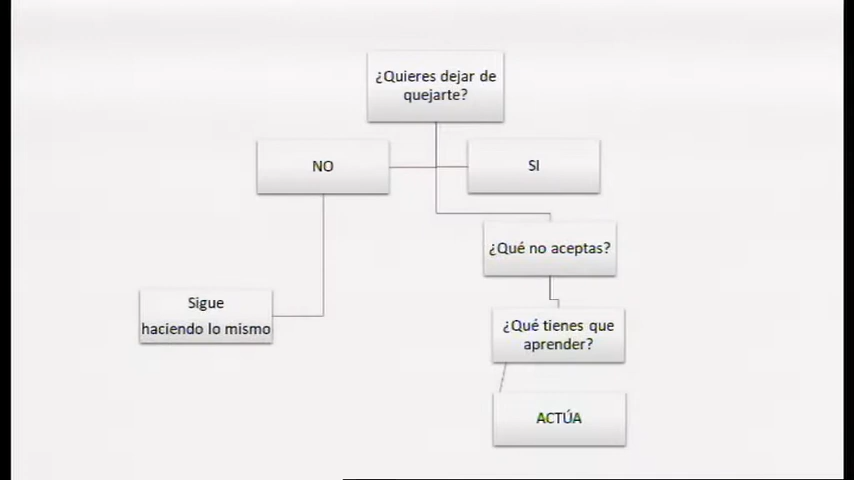 ¿Quieres dejar de
quejarte?
NO
SI
¿Qué no aceptas?
Sigue
haciendo lo mismo
¿Qué tienes que
aprender?
ACTÚA